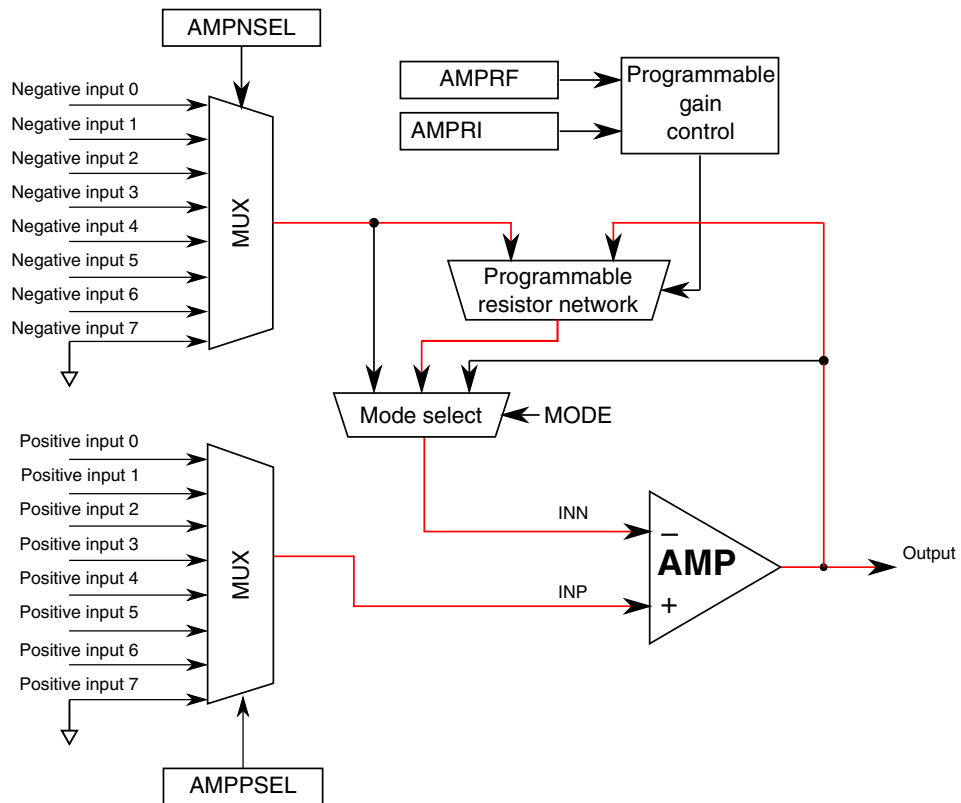 AMPNSEL
Negative input 0
Negative input 1
Negative input 2
Negative input 3
Negative input 4
Negative input 5
Negative input 6
Negative input 7
MUX
AMPRF
AMPRI
Programmable
gain
control
Programmable
resistor network
Mode select
MODE
Positive input 0
Positive input 1
Positive input 2
Positive input 3
Positive input 4
Positive input 5
Positive input 6
Positive input 7
MUX
INN
INP
−
AMP
+
Output
AMPPSEL